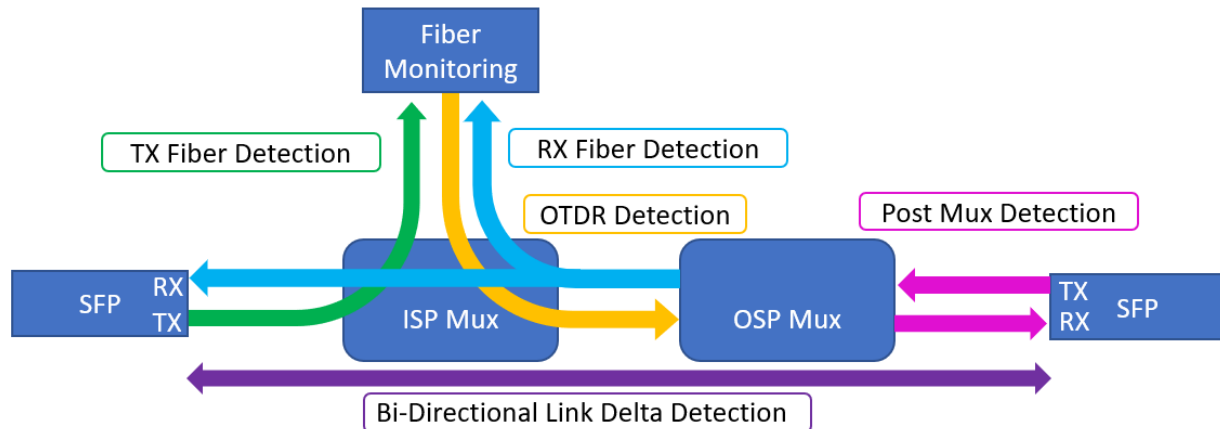 Fiber
Monitoring
TX Fiber Detection
RX Fiber Detection
OTDR Detection
Post Mux Detection
SFP
RX
TX
ISP Mux
OSP Mux
TX
RX
SFP
Bi-Directional Link Delta Detection